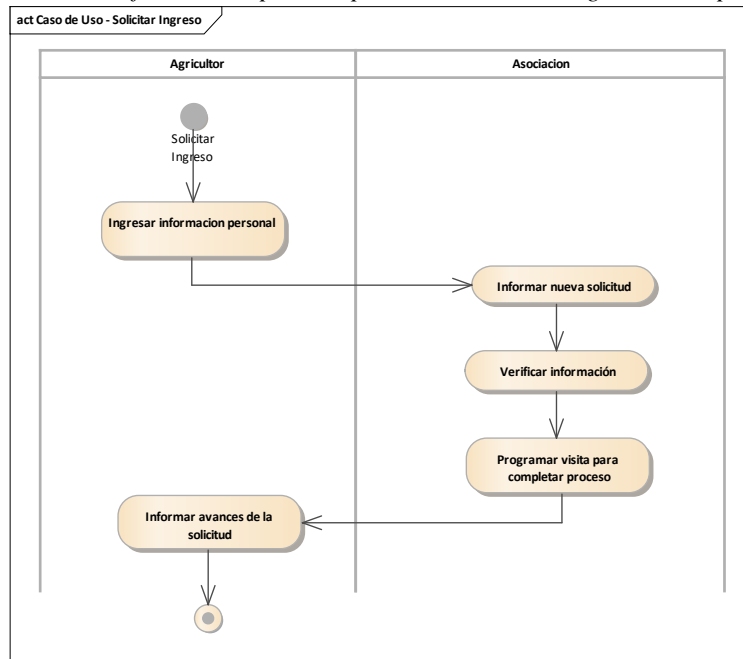 act Caso de Uso - Solicitar Ingreso
Agricultor
Asociacion
Solicitar
Ingreso
Ingresar informacion personal
Informar nueva solicitud
Verificar información
Programar visita para
completar proceso
Informar avances de la
solicitud